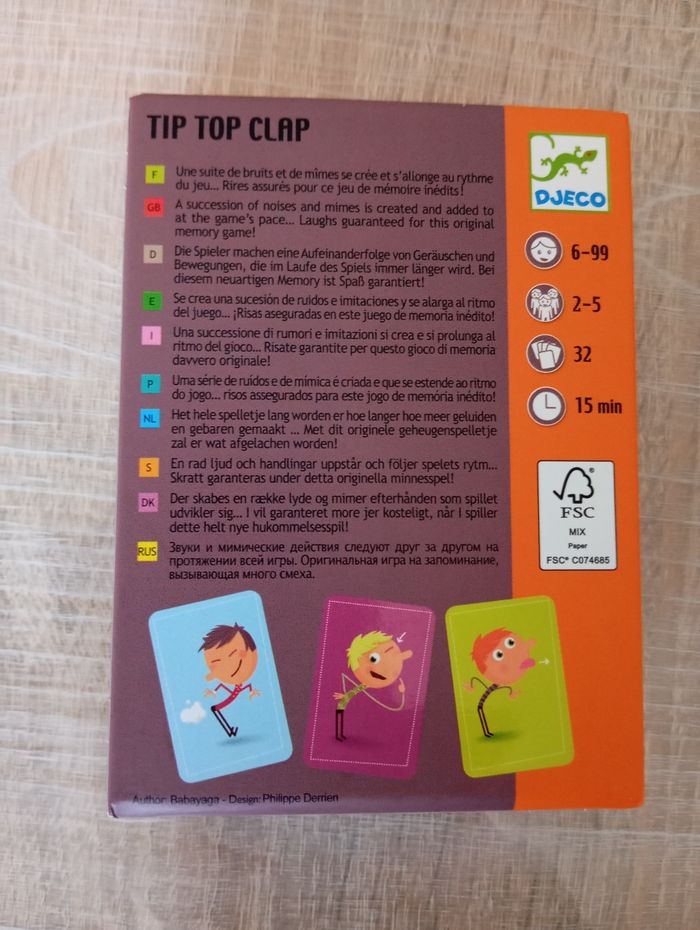 TIP TOP CLAP
F Une suite de bruits et de mîmes se crée et s'allonge au rythme
du jeu... Rires assurés pour ce jeu de mémoire inédits!
GB A succession of noises and mimes is created and added to
at the game's pace... Laughs guaranteed for this original
memory game!
D Die Spieler machen eine Aufeinanderfolge von Geräuschen und
Bewegungen, die im Laufe des Spiels immer länger wird. Bei
diesem neuartigen Memory ist Spaß garantiert!
E Se crea una sucesión de ruidos e imitaciones y se alarga al ritmo
del juego... ¡Risas aseguradas en este juego de memoria inédito!
I Una successione di rumori e imitazioni si crea e si prolunga al
ritmo del gioco... Risate garantite per questo gioco di memoria
davvero originale!
P Uma série de ruídos e de mímica é criada e que se estende ao ritmo
do jogo... risos assegurados para este jogo de memória inédito!
NL Het hele spelletje lang worden er hoe langer hoe meer geluiden
en gebaren gemaakt ... Met dit originele geheugenspelletje
zal er wat afgelachen worden!
S En rad ljud och handlingar uppstår och följer spelets rytm...
Skratt garanteras under detta originella minnesspel!
DK Der skabes en række lyde og mimer efterhånden som spillet
udvikler sig... I vil garanteret more jer kosteligt, når I spiller
dette helt nye hukommelsesspil!
RUS Звуки и мимические действия следуют друг за другом на
протяжении всей игры. Оригинальная игра на запоминание,
вызывающая много смеха.
Author: Babayaga - Design: Philippe Derrien
DJECO
6-99
2-5
32
15 min
FSC
MIX
Paper
FSC® C074685